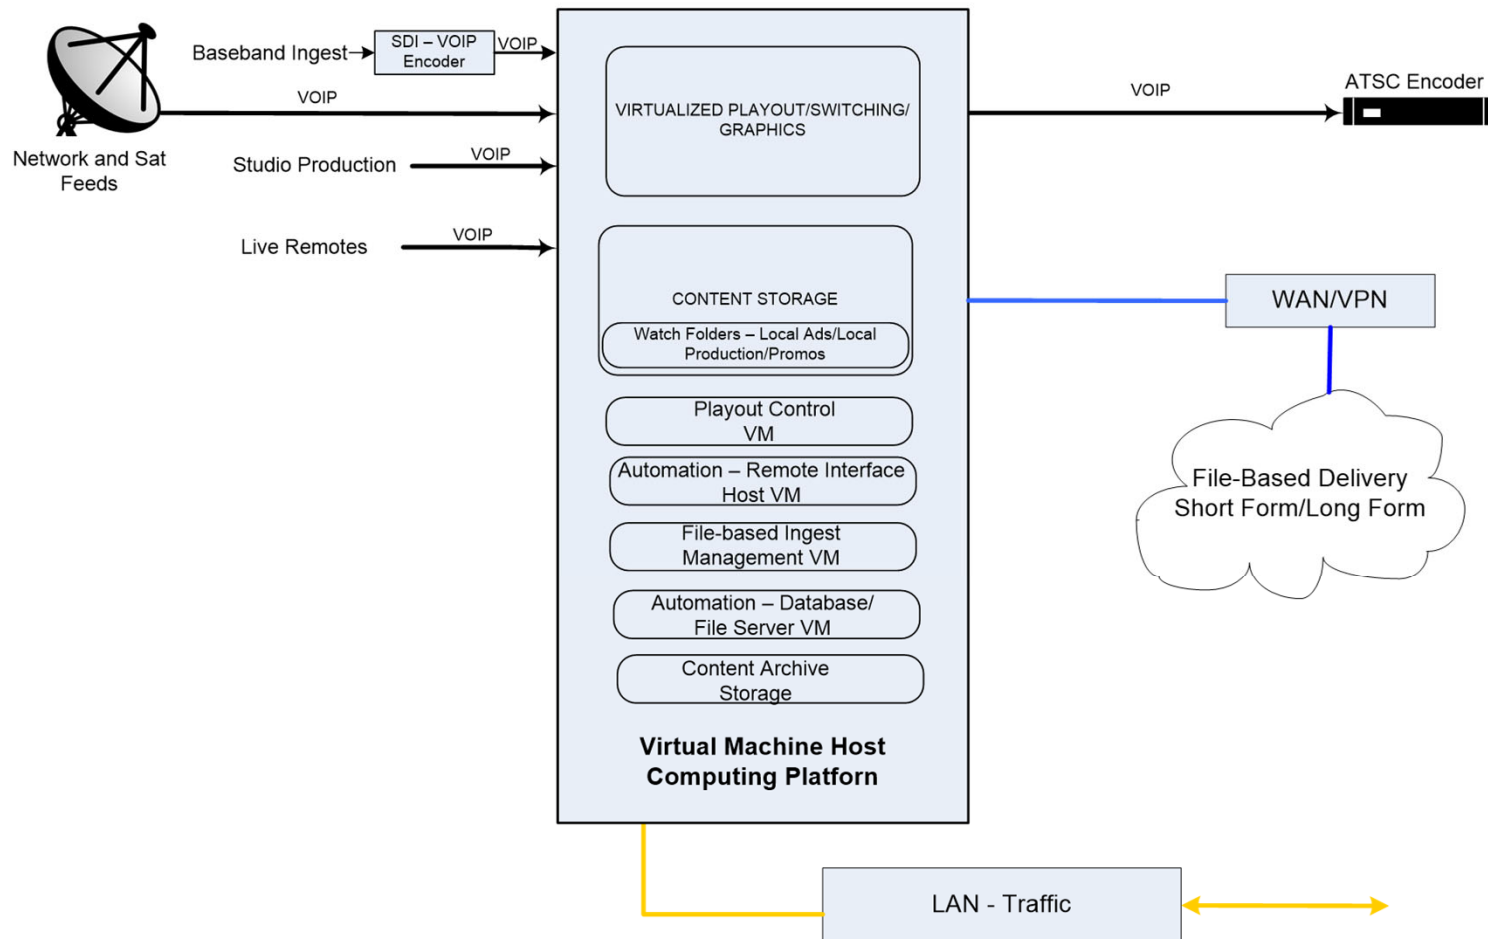 Baseband Ingest
SDI – VOIP
Encoder
VOIP
VOIP
Network and Sat
Feeds
Studio Production
VOIP
Live Remotes
VOIP
VIRTUALIZED PLAYOUT/SWITCHING/
GRAPHICS
CONTENT STORAGE
Watch Folders – Local Ads/Local
Production/Promos
Playout Control
VM
Automation – Remote Interface
Host VM
File-based Ingest
Management VM
Automation – Database/
File Server VM
Content Archive
Storage
Virtual Machine Host
Computing Platforn
VOIP
ATSC Encoder
WAN/VPN
File-Based Delivery
Short Form/Long Form
LAN - Traffic